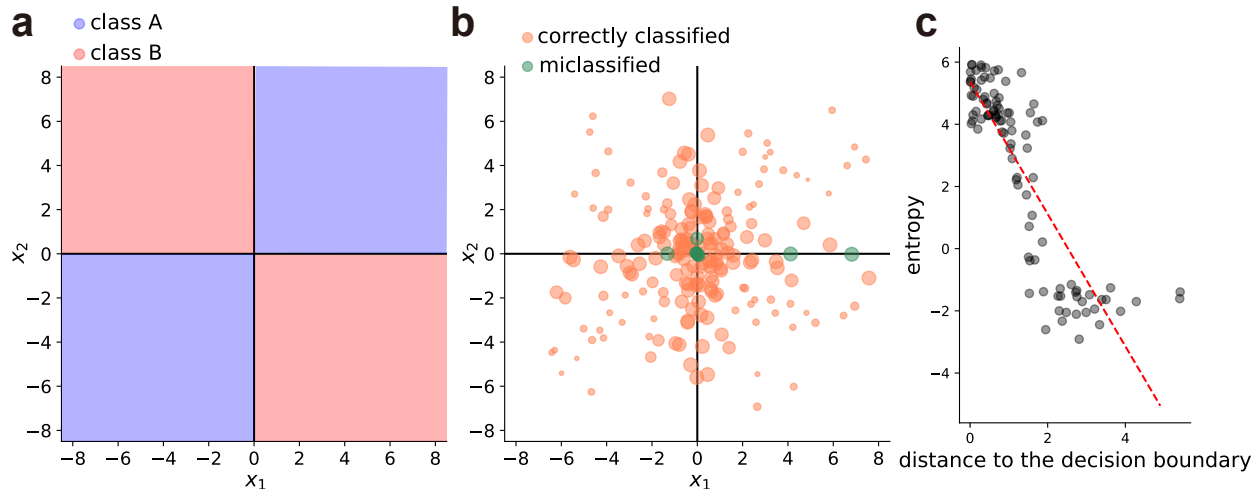 a
class A
class B
8
6
4
2
0
−2
−4
−6
−8
x2
−8 −6 −4 −2 0 2 4 6 8
x1
b
correctly classified
miclassified
8
6
4
2
0
−2
−4
−6
−8
x2
−8 −6 −4 −2 0 2 4 6 8
x1
c
6
4
2
0
−2
−4
entropy
0 2 4
distance to the decision boundary